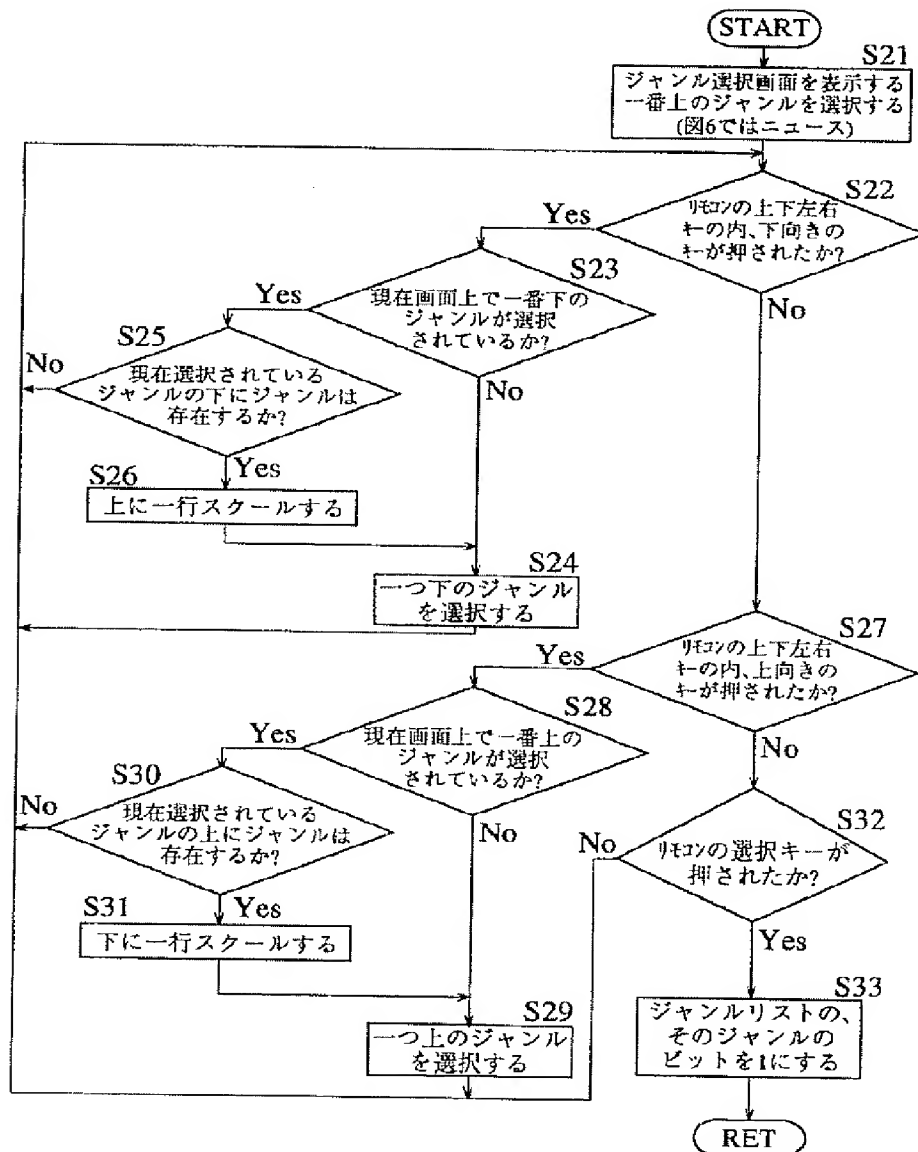 START
S21
ジャンル選択画面を表示する
一番上のジャンルを選択する
(図6ではニュース)
S22
リモコンの上下左右
キーの内、下向きの
キーが押されたか?
Yes
No
S23
現在画面上で一番下の
ジャンルが選択
されているか?
Yes
No
S25
現在選択されている
ジャンルの下にジャンルは
存在するか?
No
Yes
S26
上に一行スクールする
S24
一つ下のジャンル
を選択する
S27
リモコンの上下左右
キーの内、上向きの
キーが押されたか?
Yes
No
S28
現在画面上で一番上の
ジャンルが選択
されているか?
Yes
No
S30
現在選択されている
ジャンルの上にジャンルは
存在するか?
No
Yes
S31
下に一行スクールする
S29
一つ上のジャンル
を選択する
S32
リモコンの選択キーが
押されたか?
No
Yes
S33
ジャンルリストの、
そのジャンルの
ビットを1にする
RET